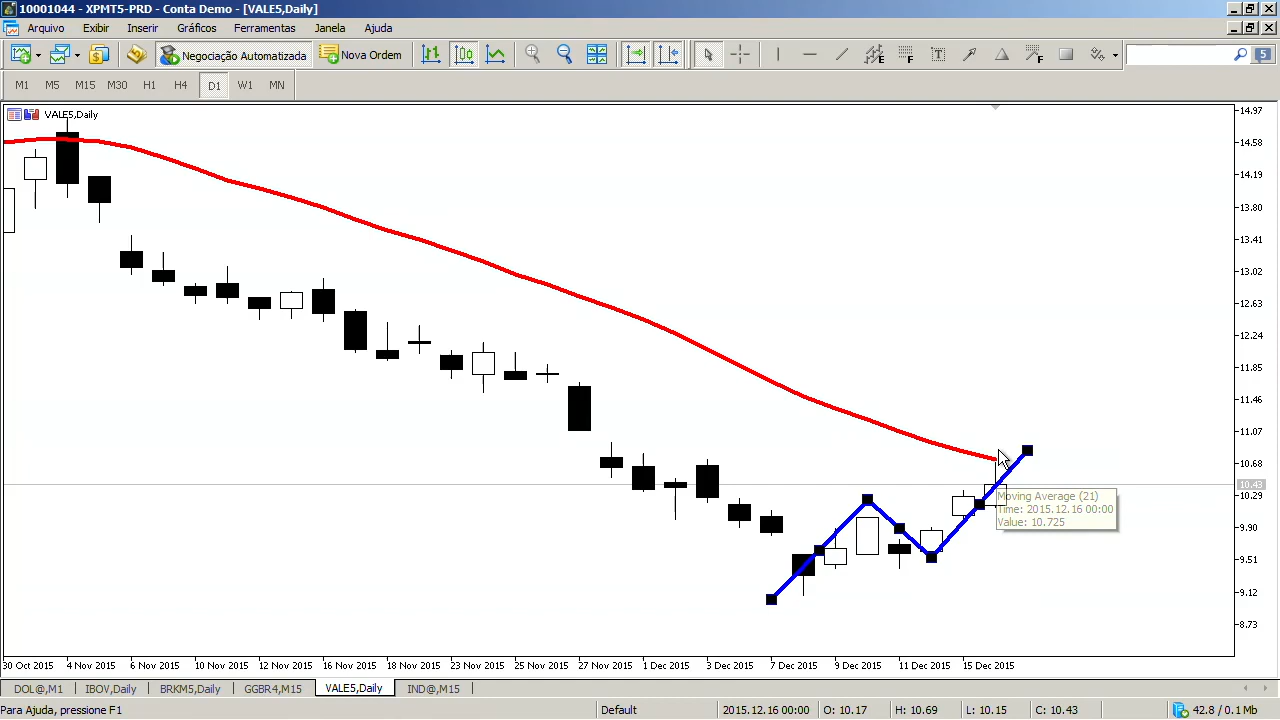 10001044 - XPMT5-PRD - Conta Demo - [VALE5,Daily]
Arquivo Exibir Inserir Gráficos Ferramentas Janela Ajuda
Negociação Automatizada Nova Ordem E F T F 5
M1 M5 M15 M30 H1 H4 D1 W1 MN
VALE5,Daily
14.97
14.58
14.19
13.80
13.41
13.02
12.63
12.24
11.85
11.46
11.07
10.68
10.43
10.29
9.90
9.51
9.12
8.73
Moving Average (21)
Time: 2015.12.16 00:00
Value: 10.725
30 Oct 2015 4 Nov 2015 6 Nov 2015 10 Nov 2015 12 Nov 2015 16 Nov 2015 18 Nov 2015 23 Nov 2015 25 Nov 2015 27 Nov 2015 1 Dec 2015 3 Dec 2015 7 Dec 2015 9 Dec 2015 11 Dec 2015 15 Dec 2015
DOL@,M1 IBOV,Daily BRKM5,Daily GGBR4,M15 VALE5,Daily IND@,M15
Para Ajuda, pressione F1 Default 2015.12.16 00:00 O: 10.17 H: 10.69 L: 10.15 C: 10.43 42.8 / 0.1 Mb